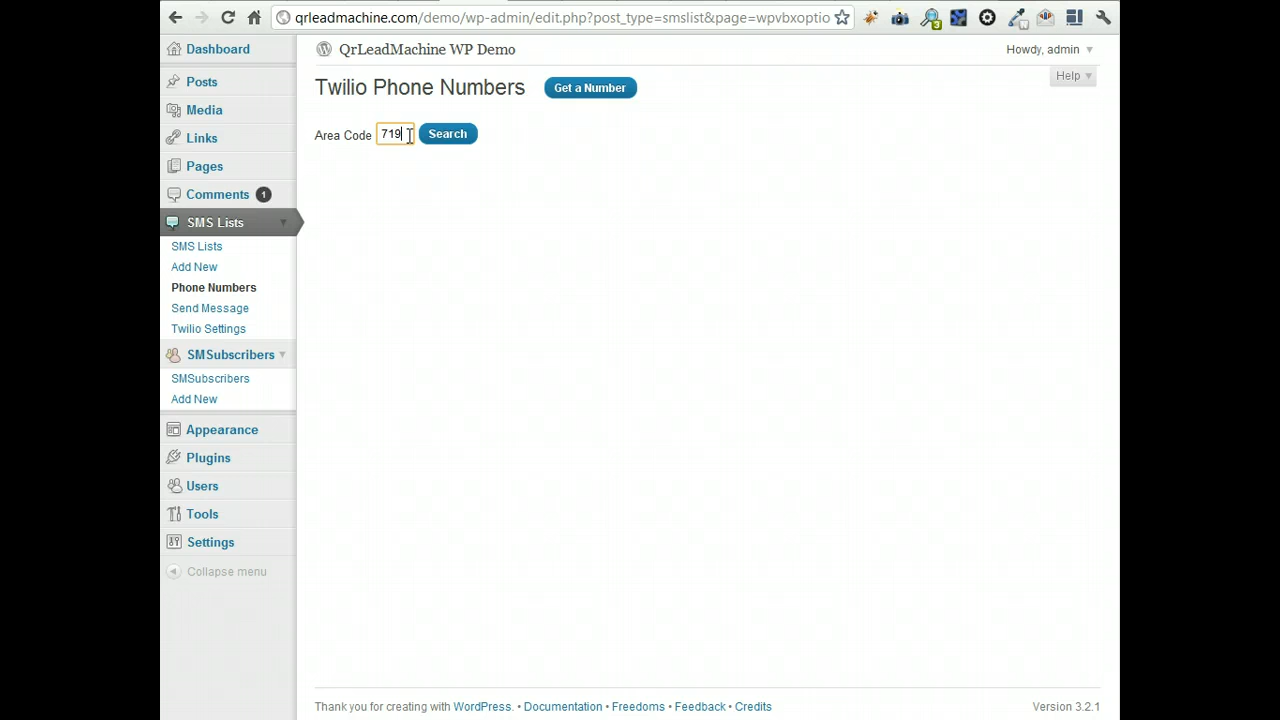 qrleadmachine.com/demo/wp-admin/edit.php?post_type=smslist&page=wpvbxoptio
3
Dashboard
Posts
Media
Links
Pages
Comments 1
SMS Lists
SMS Lists
Add New
Phone Numbers
Send Message
Twilio Settings
SMSubscribers
SMSubscribers
Add New
Appearance
Plugins
Users
Tools
Settings
Collapse menu
QrLeadMachine WP Demo
Howdy, admin
Help
Twilio Phone Numbers Get a Number
Area Code 719 Search
Thank you for creating with WordPress. • Documentation • Freedoms • Feedback • Credits
Version 3.2.1